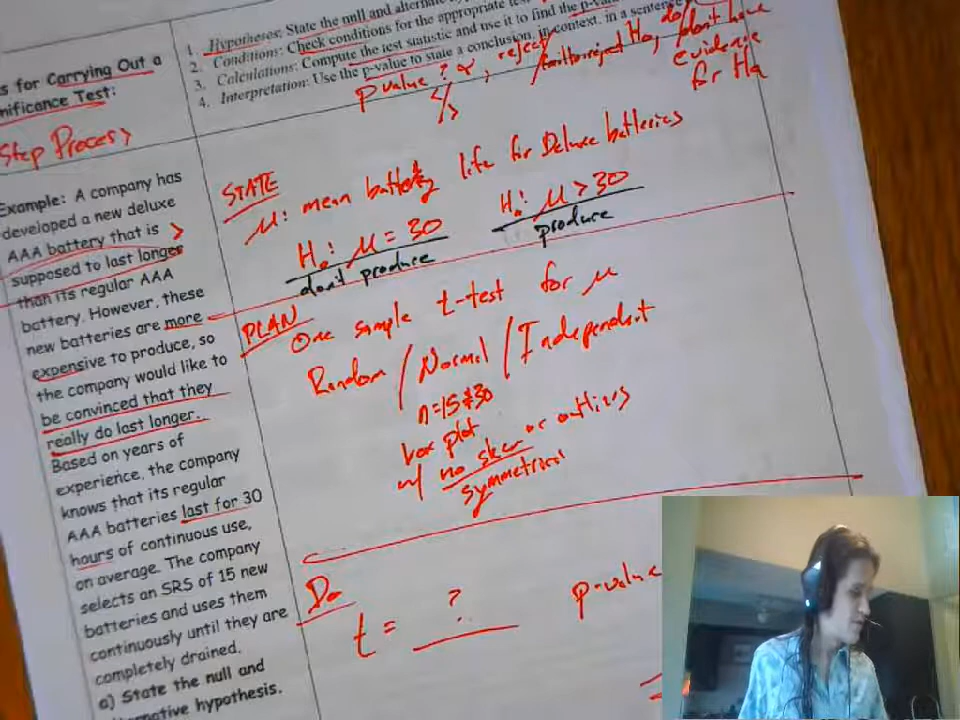 s for Carrying Out a
nificance Test:
1. Hypotheses: State the null and alternat
2. Condition: Check conditions for the appropriate test
3. Calculations: Compute the test statistic and use it to find the p-va
4. Interpretation: Use the p-value to state a conclusion, in context, in a sentence
p value ? α, reject / fail to reject Ho, do / don't have
evidence
for Ha
</>
Step Process
STATE
μ: mean battery life for Deluxe batteries
Ho: μ = 30
Ha: μ > 30
don't produce
produce
Example: A company has
developed a new deluxe
AAA battery that is >
supposed to last longer
than its regular AAA
battery. However, these
new batteries are more
expensive to produce, so
the company would like to
be convinced that they
really do last longer.
Based on years of
experience, the company
knows that its regular
AAA batteries last for 30
hours of continuous use,
on average. The company
selects an SRS of 15 new
batteries and uses them
continuously until they are
completely drained.
a) State the null and
lternative hypothesis.
PLAN
One sample t-test for μ
Random / Normal / Independent
n=15≱30
box plot
w/ no skew or outliers
symmetrical
Do
t = ?
p-value
=